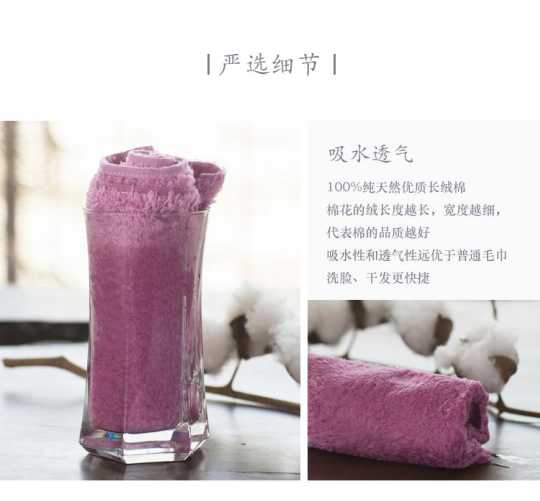 严选细节
吸水透气
100%纯天然优质长绒棉
棉花的绒长度越长，宽度越细，
代表棉的品质越好
吸水性和透气性远优于普通毛巾
洗脸、干发更快捷